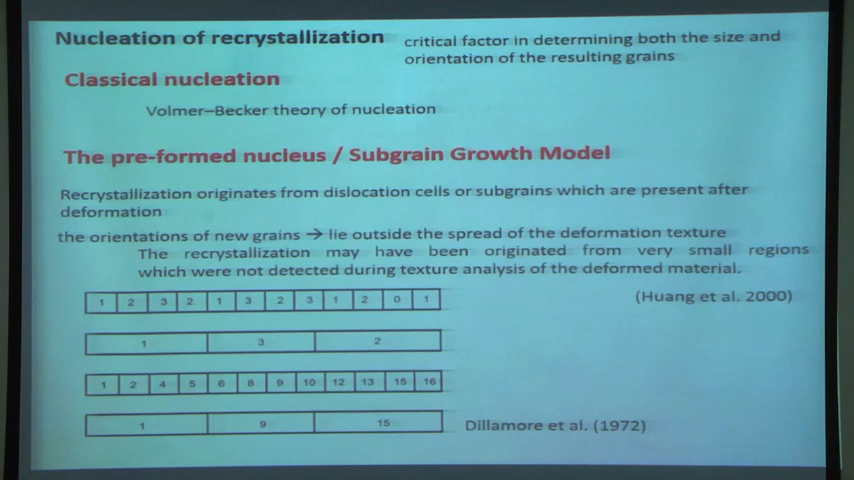 Nucleation of recrystallization critical factor in determining both the size and
orientation of the resulting grains
Classical nucleation
Volmer–Becker theory of nucleation
The pre-formed nucleus / Subgrain Growth Model
Recrystallization originates from dislocation cells or subgrains which are present after
deformation
the orientations of new grains → lie outside the spread of the deformation texture
The recrystallization may have been originated from very small regions
which were not detected during texture analysis of the deformed material.
1 2 3 2 1 3 2 3 1 2 0 1 (Huang et al. 2000)
1 3 2
1 2 4 5 6 8 9 10 12 13 15 16
1 9 15 Dillamore et al. (1972)